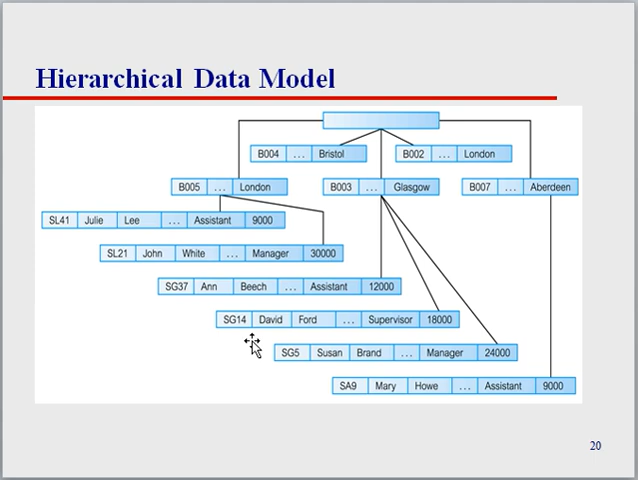 Hierarchical Data Model
B004 ... Bristol
B002 ... London
B005 ... London
B003 ... Glasgow
B007 ... Aberdeen
SL41 Julie Lee ... Assistant 9000
SL21 John White ... Manager 30000
SG37 Ann Beech ... Assistant 12000
SG14 David Ford ... Supervisor 18000
SG5 Susan Brand ... Manager 24000
SA9 Mary Howe ... Assistant 9000
20